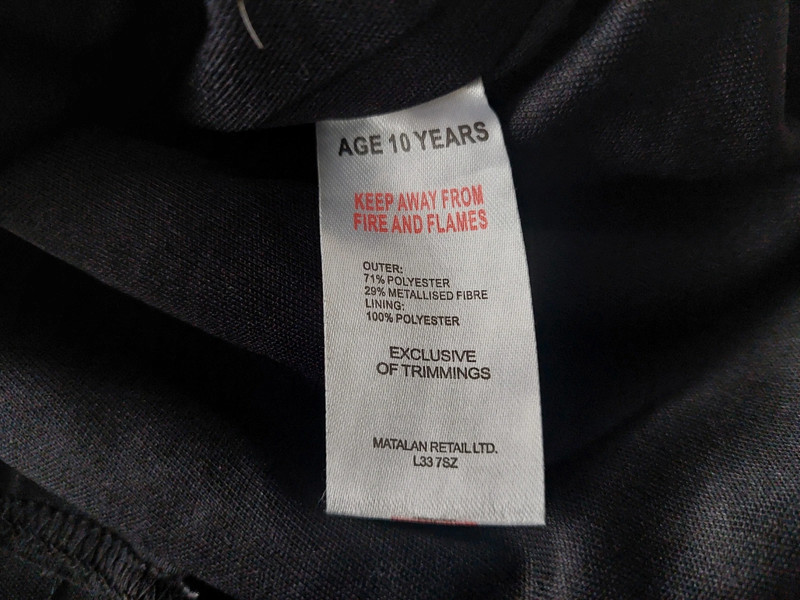 AGE 10 YEARS
KEEP AWAY FROM
FIRE AND FLAMES
OUTER:
71% POLYESTER
29% METALLISED FIBRE
LINING:
100% POLYESTER
EXCLUSIVE
OF TRIMMINGS
MATALAN RETAIL LTD.
L33 7SZ